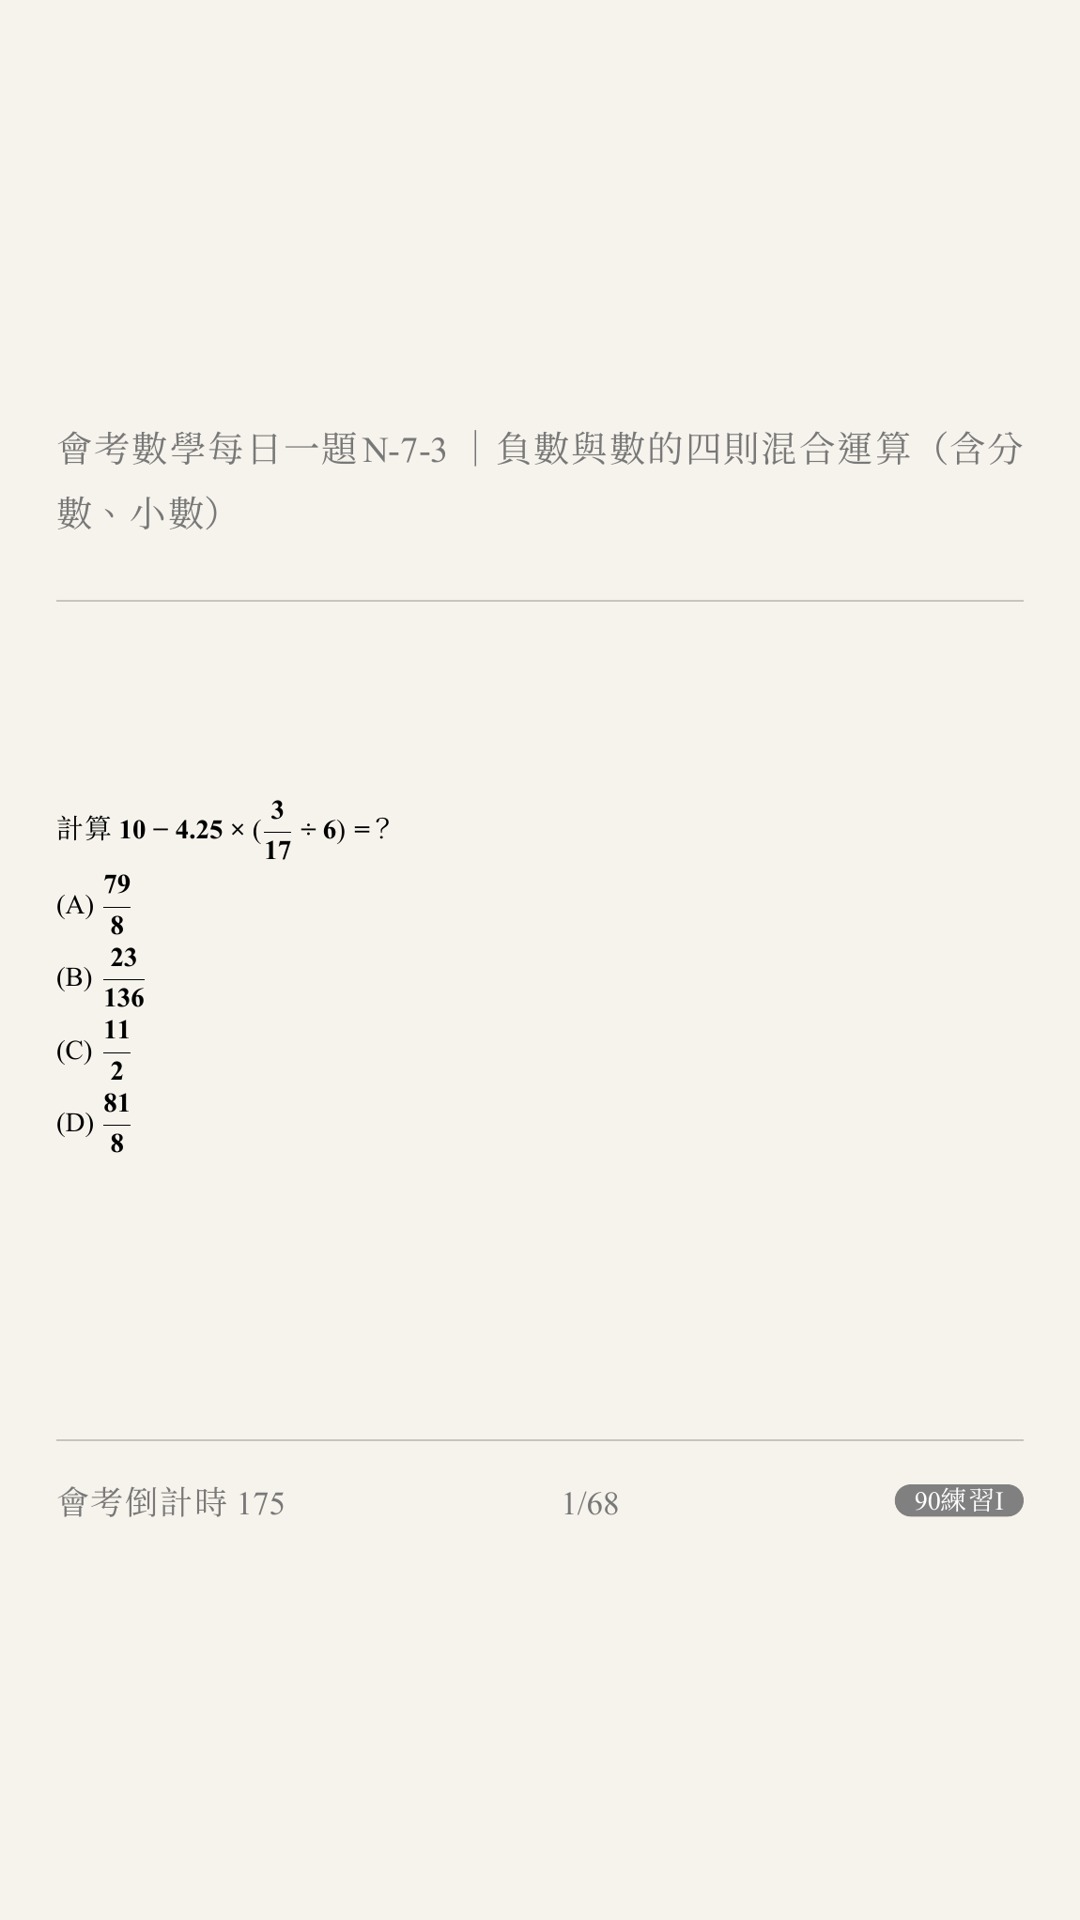 會考數學每日一題N-7-3 ｜負數與數的四則混合運算（含分
數、小數）
計算 10 − 4.25 × (3/17 ÷ 6) =？
(A) 79/8
(B) 23/136
(C) 11/2
(D) 81/8
會考倒計時 175 1/68 90練習I